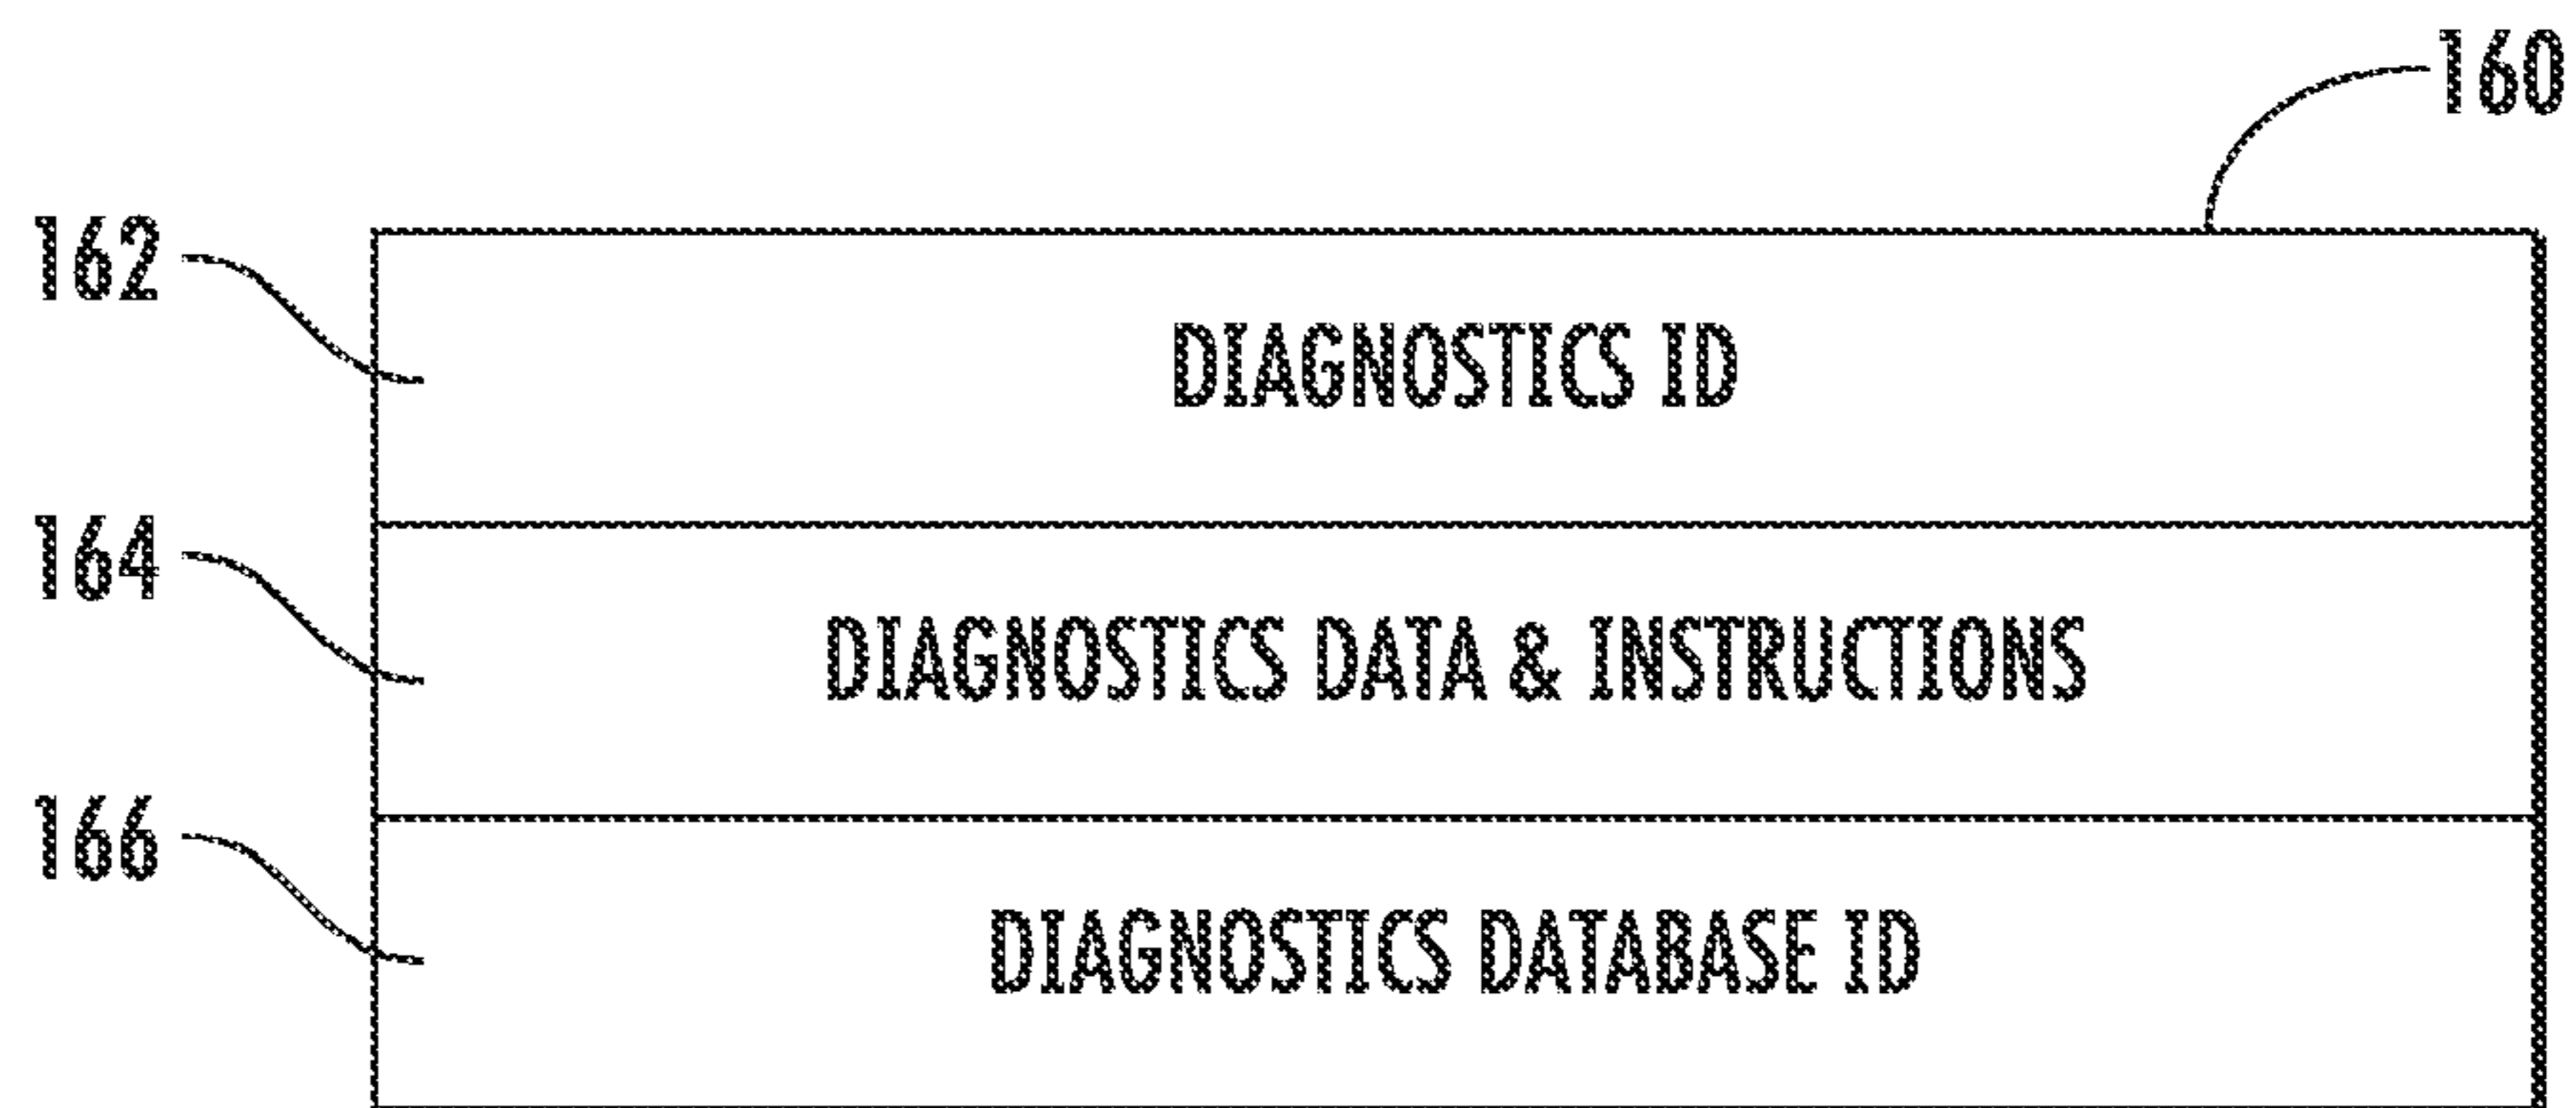 160
162
DIAGNOSTICS ID
164
DIAGNOSTICS DATA & INSTRUCTIONS
166
DIAGNOSTICS DATABASE ID